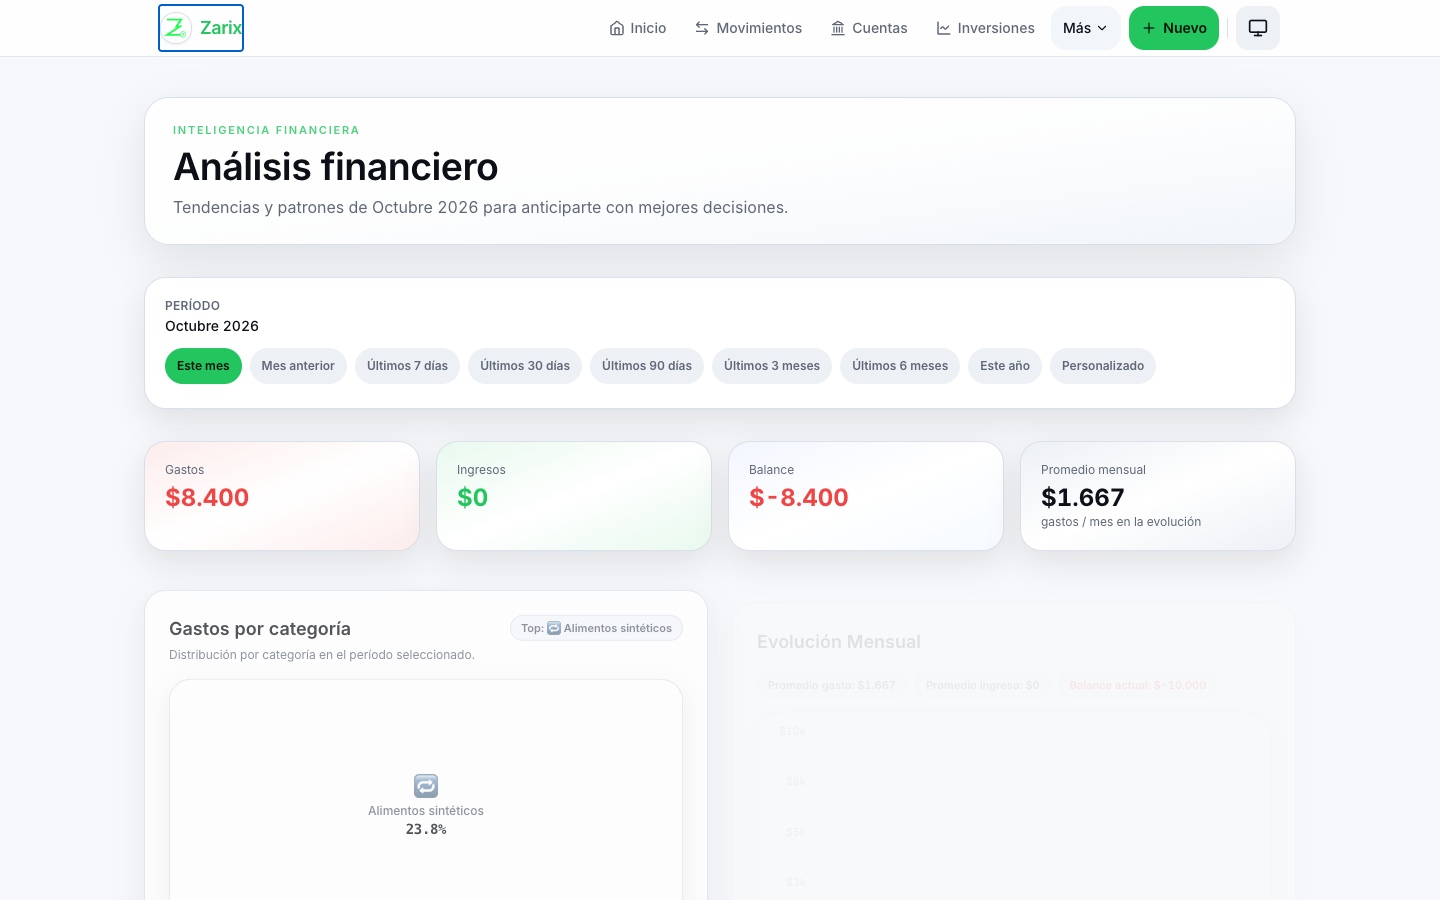 Zarix
Inicio
Movimientos
Cuentas
Inversiones
Más
Nuevo
INTELIGENCIA FINANCIERA
Análisis financiero
Tendencias y patrones de Octubre 2026 para anticiparte con mejores decisiones.
PERÍODO
Octubre 2026
Este mes
Mes anterior
Últimos 7 días
Últimos 30 días
Últimos 90 días
Últimos 3 meses
Últimos 6 meses
Este año
Personalizado
Gastos
$8.400
Ingresos
$0
Balance
$-8.400
Promedio mensual
$1.667
gastos / mes en la evolución
Gastos por categoría
Top: 🔁 Alimentos sintéticos
Distribución por categoría en el período seleccionado.
Alimentos sintéticos
23.8%
Evolución Mensual
Promedio gasto: $1.667
Promedio ingreso: $0
Balance actual: $-10.000
$10k
$8k
$5k
$3k